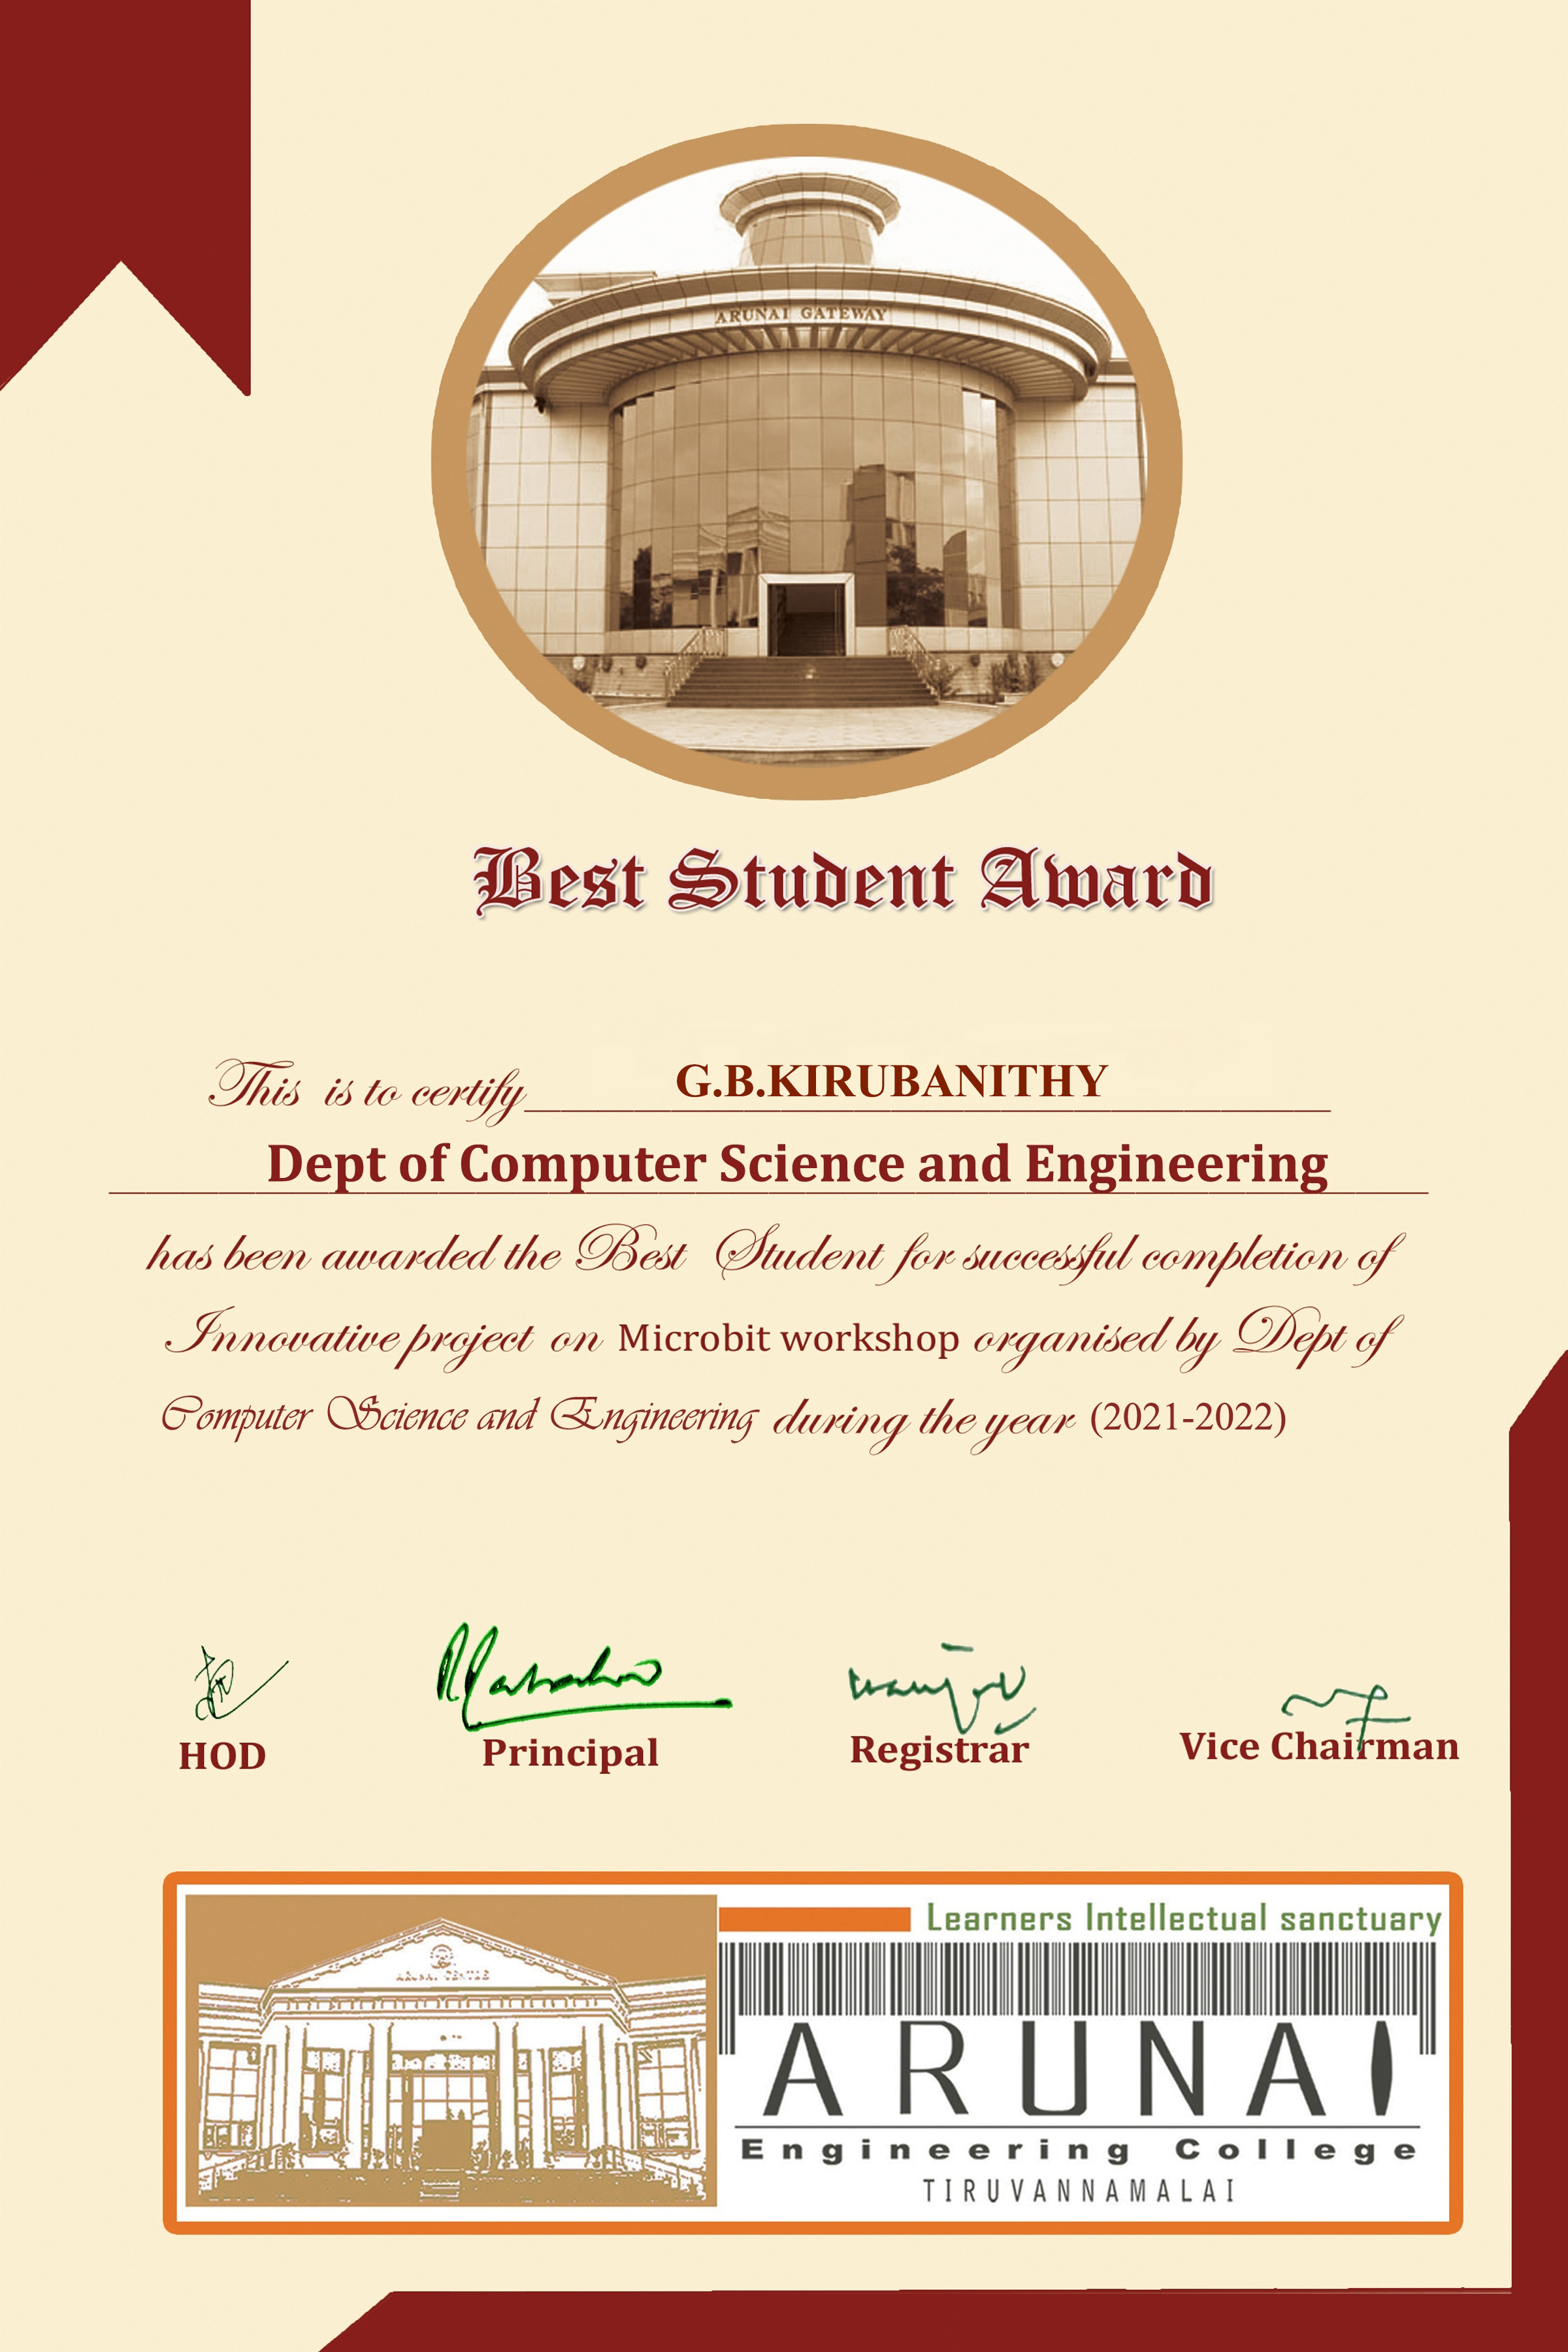 ARUNAI GATEWAY
Best Student Award
This is to certify G.B.KIRUBANITHY
Dept of Computer Science and Engineering
has been awarded the Best Student for successful completion of
Innovative project on Microbit workshop organised by Dept of
Computer Science and Engineering during the year (2021-2022)
HOD Principal Registrar Vice Chairman
Learners Intellectual sanctuary
ARUNAI
Engineering College
TIRUVANNAMALAI